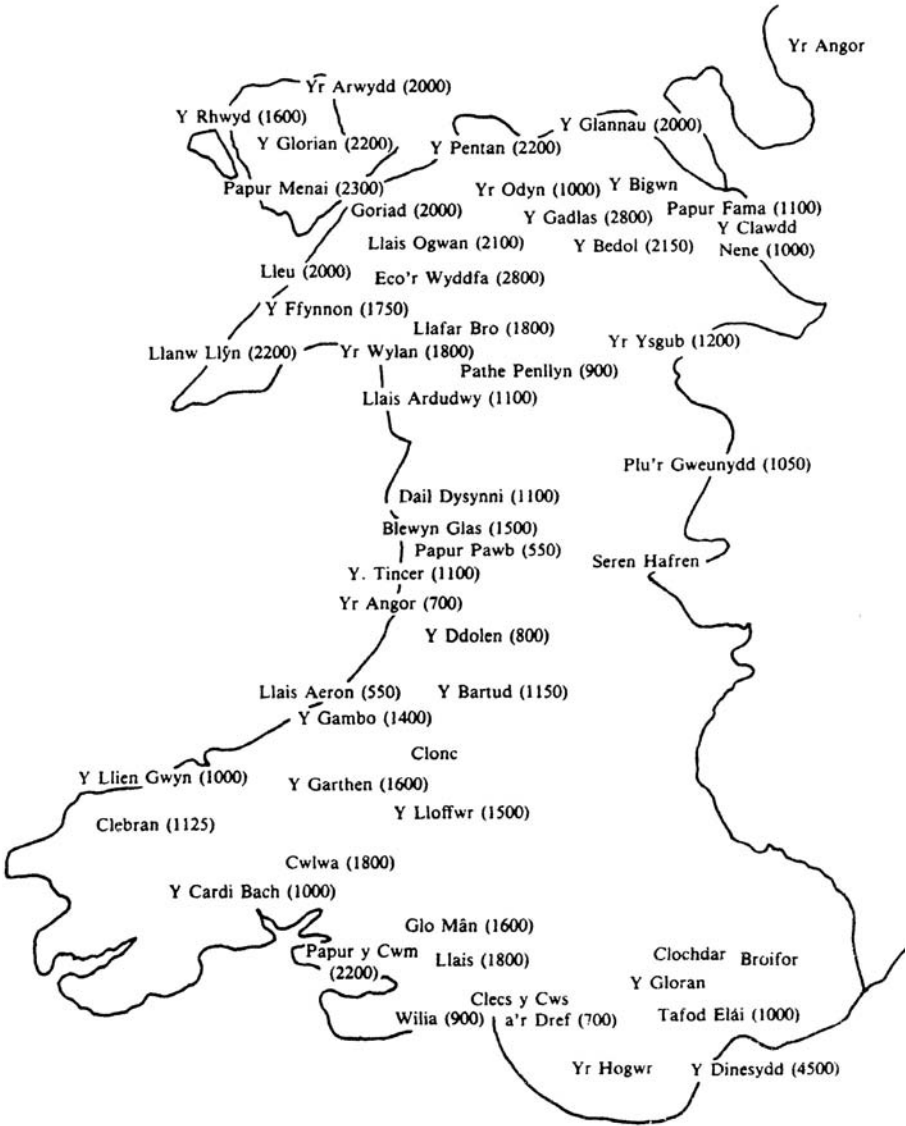 Yr Angor
Yr Arwydd (2000)
Y Rhwyd (1600)
Y Glannau (2000)
Y Glorian (2200)
Y Pentan (2200)
Papur Menai (2300)
Yr Odyn (1000)
Y Bigwn
Goriad (2000)
Y Gadlas (2800)
Papur Fama (1100)
Y Clawdd
Llais Ogwan (2100)
Y Bedol (2150)
Nene (1000)
Lleu (2000)
Eco'r Wyddfa (2800)
Y Ffynnon (1750)
Llafar Bro (1800)
Yr Ysgub (1200)
Llanw Llŷn (2200)
Yr Wylan (1800)
Pathe Penllyn (900)
Llais Ardudwy (1100)
Plu'r Gweunydd (1050)
Dail Dysynni (1100)
Blewyn Glas (1500)
Papur Pawb (550)
Seren Hafren
Y. Tincer (1100)
Yr Angor (700)
Y Ddolen (800)
Llais Aeron (550)
Y Bartud (1150)
Y Gambo (1400)
Clonc
Y Llien Gwyn (1000)
Y Garthen (1600)
Y Lloffwr (1500)
Clebran (1125)
Cwlwa (1800)
Y Cardi Bach (1000)
Glo Mân (1600)
Papur y Cwm
(2200)
Llais (1800)
Clochdar
Broifor
Y Gloran
Clecs y Cws
a'r Dref (700)
Wilia (900)
Tafod Elái (1000)
Yr Hogwr
Y Dinesydd (4500)